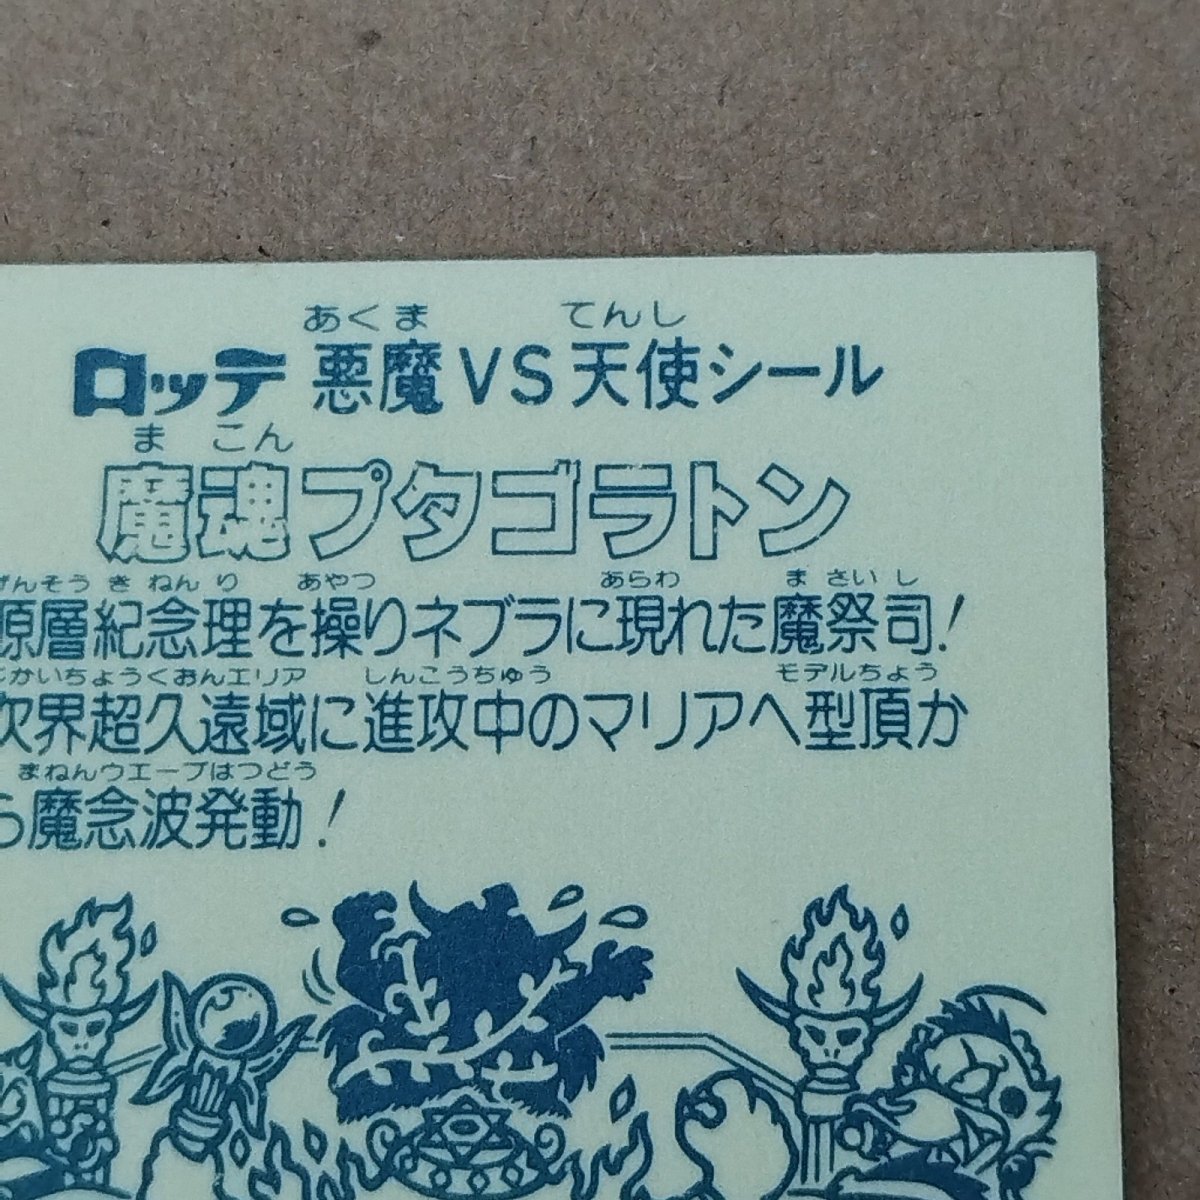 あくま てんし
ロッテ 悪魔VS天使シール
まこん
魔魂プタゴラトン
げんそうきねんり あやつ あらわ まさいし
原層紀念理を操りネブラに現れた魔祭司!
じかいちょうくおんエリア しんこうちゅう モデルちょう
次界超久遠域に進攻中のマリアへ型頂か
まねんウエーブはつどう
ら魔念波発動!